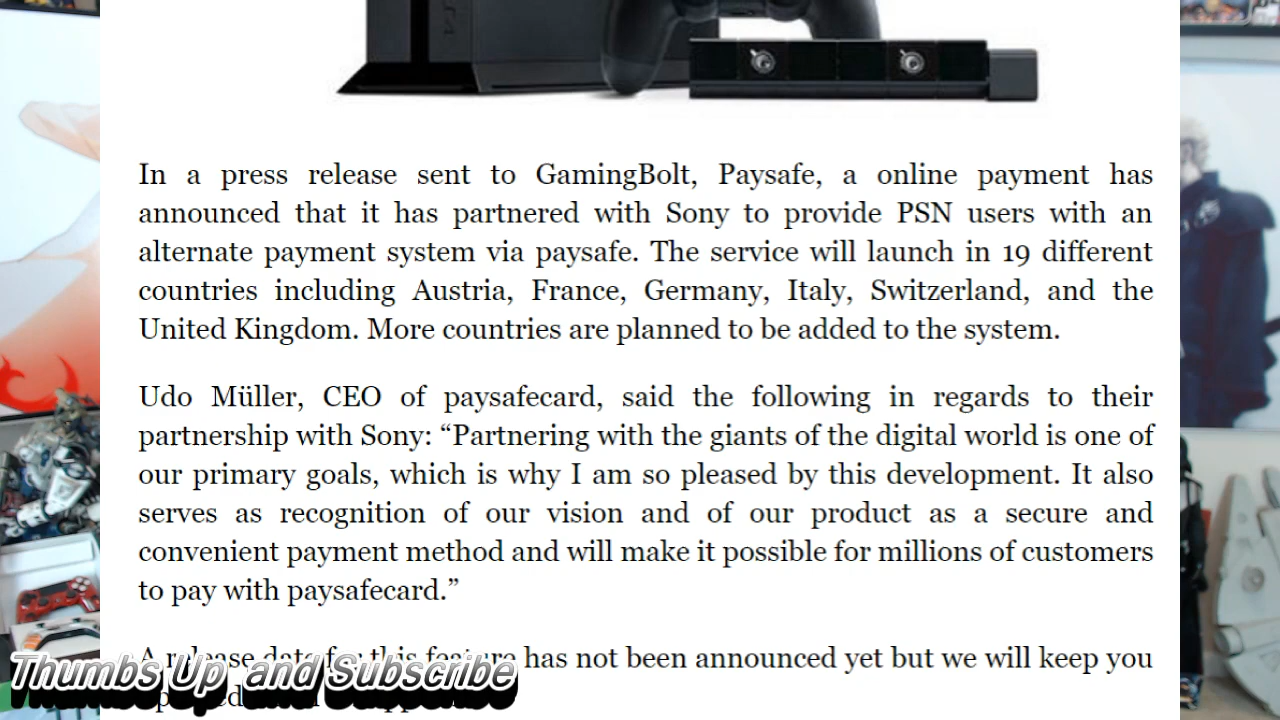 In a press release sent to GamingBolt, Paysafe, a online payment has
announced that it has partnered with Sony to provide PSN users with an
alternate payment system via paysafe. The service will launch in 19 different
countries including Austria, France, Germany, Italy, Switzerland, and the
United Kingdom. More countries are planned to be added to the system.
Udo Müller, CEO of paysafecard, said the following in regards to their
partnership with Sony: “Partnering with the giants of the digital world is one of
our primary goals, which is why I am so pleased by this development. It also
serves as recognition of our vision and of our product as a secure and
convenient payment method and will make it possible for millions of customers
to pay with paysafecard.”
A release date for this feature has not been announced yet but we will keep you
Thumbs Up and Subscribe